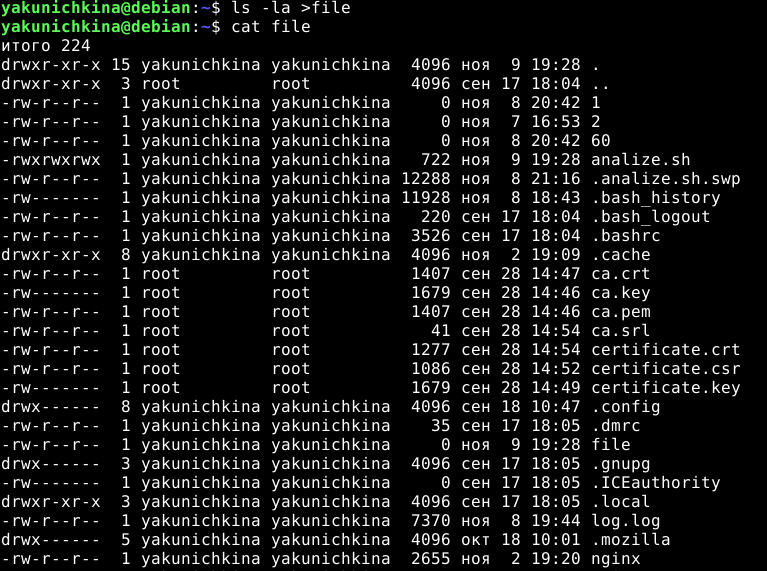 yakunichkina@debian:~$ ls -la >file
yakunichkina@debian:~$ cat file
итого 224
drwxr-xr-x 15 yakunichkina yakunichkina  4096 ноя  9 19:28 .
drwxr-xr-x  3 root         root          4096 сен 17 18:04 ..
-rw-r--r--  1 yakunichkina yakunichkina     0 ноя  8 20:42 1
-rw-r--r--  1 yakunichkina yakunichkina     0 ноя  7 16:53 2
-rw-r--r--  1 yakunichkina yakunichkina     0 ноя  8 20:42 60
-rwxrwxrwx  1 yakunichkina yakunichkina   722 ноя  9 19:28 analize.sh
-rw-r--r--  1 yakunichkina yakunichkina 12288 ноя  8 21:16 .analize.sh.swp
-rw-------  1 yakunichkina yakunichkina 11928 ноя  8 18:43 .bash_history
-rw-r--r--  1 yakunichkina yakunichkina   220 сен 17 18:04 .bash_logout
-rw-r--r--  1 yakunichkina yakunichkina  3526 сен 17 18:04 .bashrc
drwxr-xr-x  8 yakunichkina yakunichkina  4096 ноя  2 19:09 .cache
-rw-r--r--  1 root         root          1407 сен 28 14:47 ca.crt
-rw-------  1 root         root          1679 сен 28 14:46 ca.key
-rw-r--r--  1 root         root          1407 сен 28 14:46 ca.pem
-rw-r--r--  1 root         root            41 сен 28 14:54 ca.srl
-rw-r--r--  1 root         root          1277 сен 28 14:54 certificate.crt
-rw-r--r--  1 root         root          1086 сен 28 14:52 certificate.csr
-rw-------  1 root         root          1679 сен 28 14:49 certificate.key
drwx------  8 yakunichkina yakunichkina  4096 сен 18 10:47 .config
-rw-r--r--  1 yakunichkina yakunichkina    35 сен 17 18:05 .dmrc
-rw-r--r--  1 yakunichkina yakunichkina     0 ноя  9 19:28 file
drwx------  3 yakunichkina yakunichkina  4096 сен 17 18:05 .gnupg
-rw-------  1 yakunichkina yakunichkina     0 сен 17 18:05 .ICEauthority
drwxr-xr-x  3 yakunichkina yakunichkina  4096 сен 17 18:05 .local
-rw-r--r--  1 yakunichkina yakunichkina  7370 ноя  8 19:44 log.log
drwx------  5 yakunichkina yakunichkina  4096 окт 18 10:01 .mozilla
-rw-r--r--  1 yakunichkina yakunichkina  2655 ноя  2 19:20 nginx